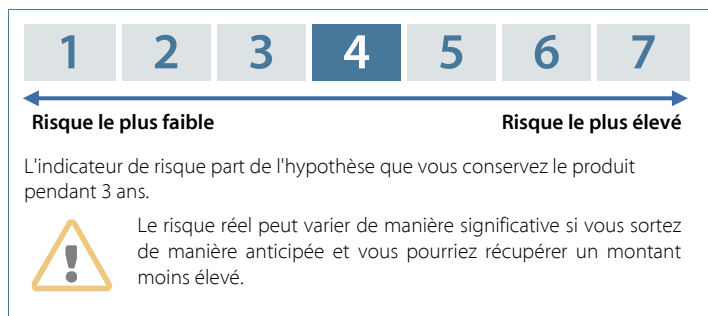 1 2 3 4 5 6 7
Risque le plus faible Risque le plus élevé
L'indicateur de risque part de l'hypothèse que vous conservez le produit
pendant 3 ans.
Le risque réel peut varier de manière significative si vous sortez
de manière anticipée et vous pourriez récupérer un montant
moins élevé.